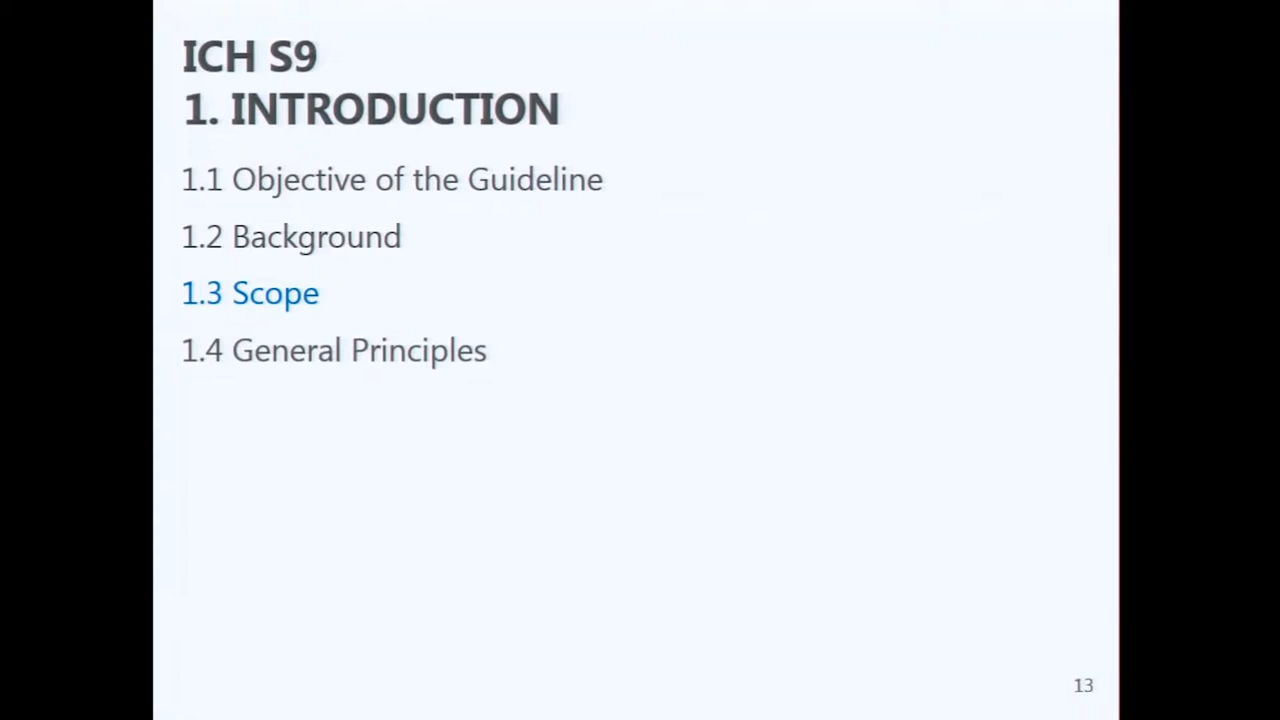 ICH S9
1. INTRODUCTION
1.1 Objective of the Guideline
1.2 Background
1.3 Scope
1.4 General Principles
13